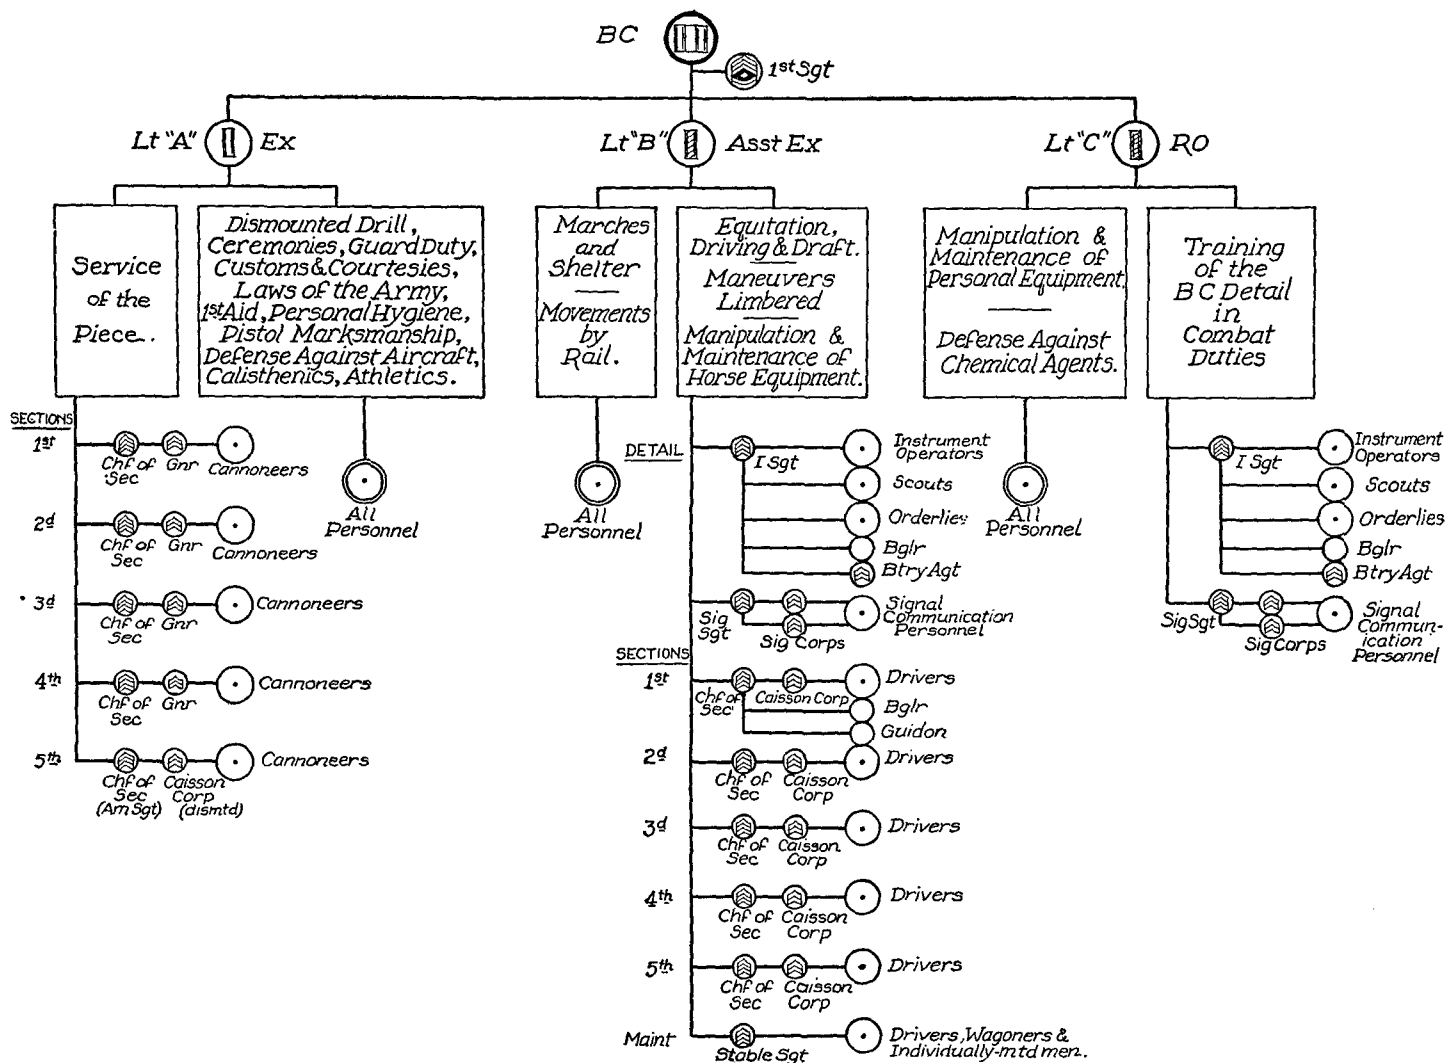 BC
1st Sgt
Lt "A" Ex
Lt "B" Asst Ex
Lt "C" RO
Service
of the
Piece.
Dismounted Drill,
Ceremonies, Guard Duty,
Customs & Courtesies,
Laws of the Army,
1st Aid, Personal Hygiene,
Pistol Marksmanship,
Defense Against Aircraft,
Calisthenics, Athletics.
Marches
and
Shelter
Movements
by
Rail.
Equitation,
Driving & Draft.
Maneuvers
Limbered
Manipulation &
Maintenance of
Horse Equipment.
Manipulation &
Maintenance of
Personal Equipment.
Defense Against
Chemical Agents.
Training
of the
BC Detail
in
Combat
Duties
SECTIONS
1st
Chf of
Sec
Gnr
Cannoneers
2d
Chf of
Sec
Gnr
Cannoneers
3d
Chf of
Sec
Gnr
Cannoneers
4th
Chf of
Sec
Gnr
Cannoneers
5th
Chf of
Sec
(Am Sgt)
Caisson
Corp
(dismtd)
Cannoneers
All
Personnel
All
Personnel
DETAIL
I Sgt
Instrument
Operators
Scouts
Orderlies
Bglr
Btry Agt
Sig
Sgt
Sig Corps
Signal
Communication
Personnel
SECTIONS
1st
Chf of
Sec
Caisson Corp
Drivers
Bglr
Guidon
2d
Chf of
Sec
Caisson
Corp
Drivers
3d
Chf of
Sec
Caisson
Corp
Drivers
4th
Chf of
Sec
Caisson
Corp
Drivers
5th
Chf of
Sec
Caisson
Corp
Drivers
Maint
Stable Sgt
Drivers, Wagoners &
Individually-mtd men.
All
Personnel
I Sgt
Instrument
Operators
Scouts
Orderlies
Bglr
Btry Agt
Sig Sgt
Sig Corps
Signal
Commun-
ication
Personnel